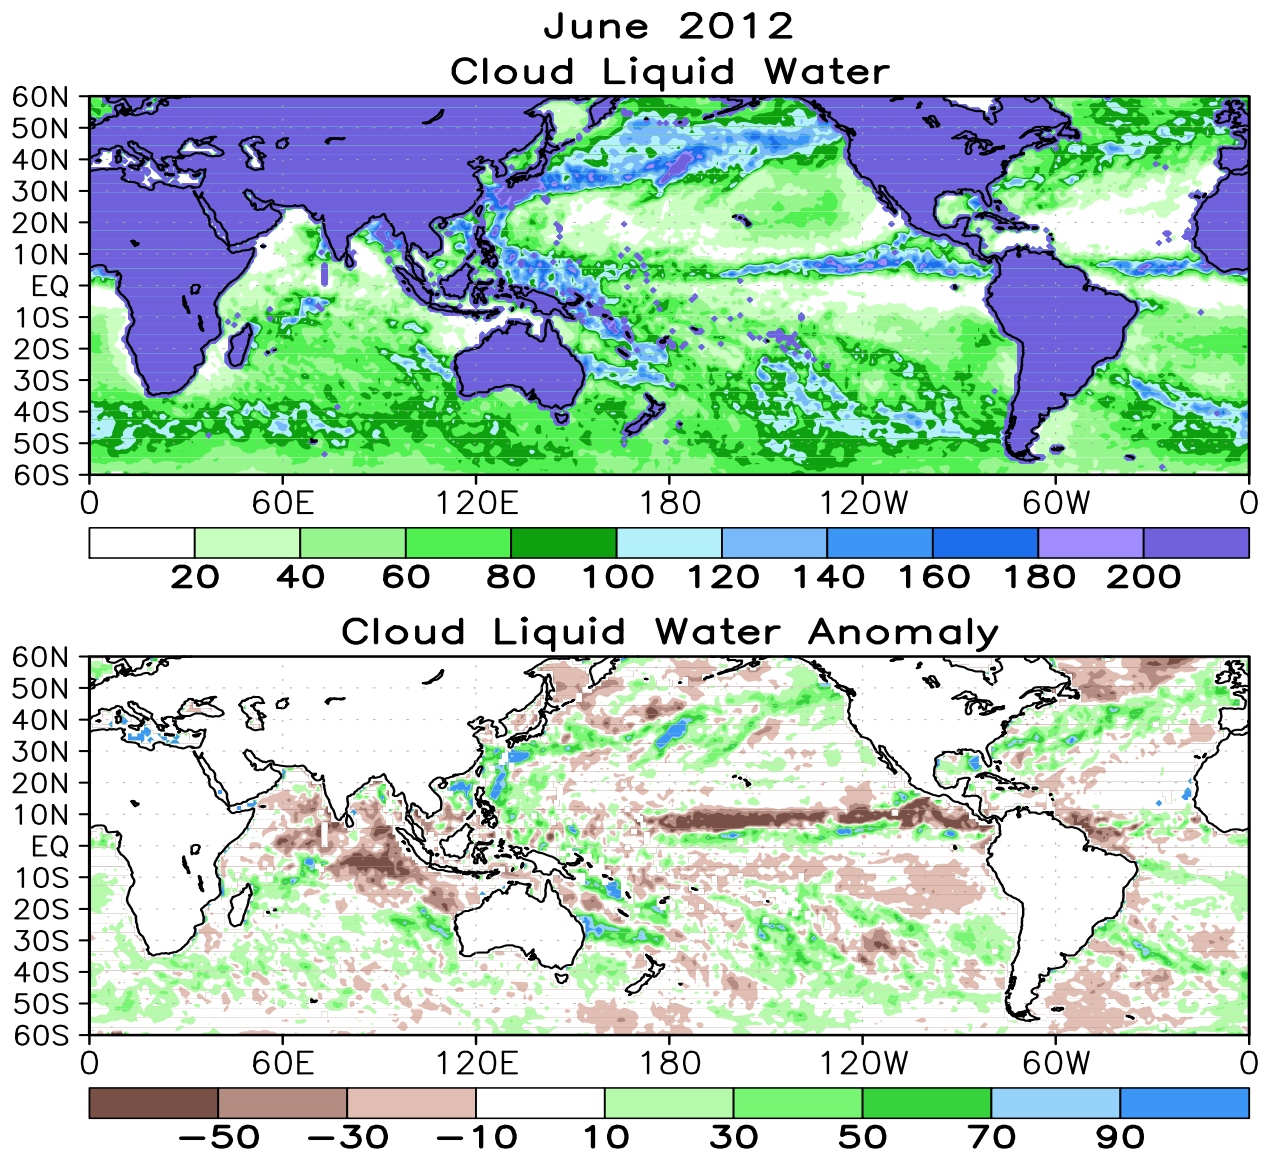 June 2012
Cloud Liquid Water
60N
50N
40N
30N
20N
10N
EQ
10S
20S
30S
40S
50S
60S
0 60E 120E 180 120W 60W 0
20 40 60 80 100 120 140 160 180 200
Cloud Liquid Water Anomaly
60N
50N
40N
30N
20N
10N
EQ
10S
20S
30S
40S
50S
60S
0 60E 120E 180 120W 60W 0
−50 −30 −10 10 30 50 70 90